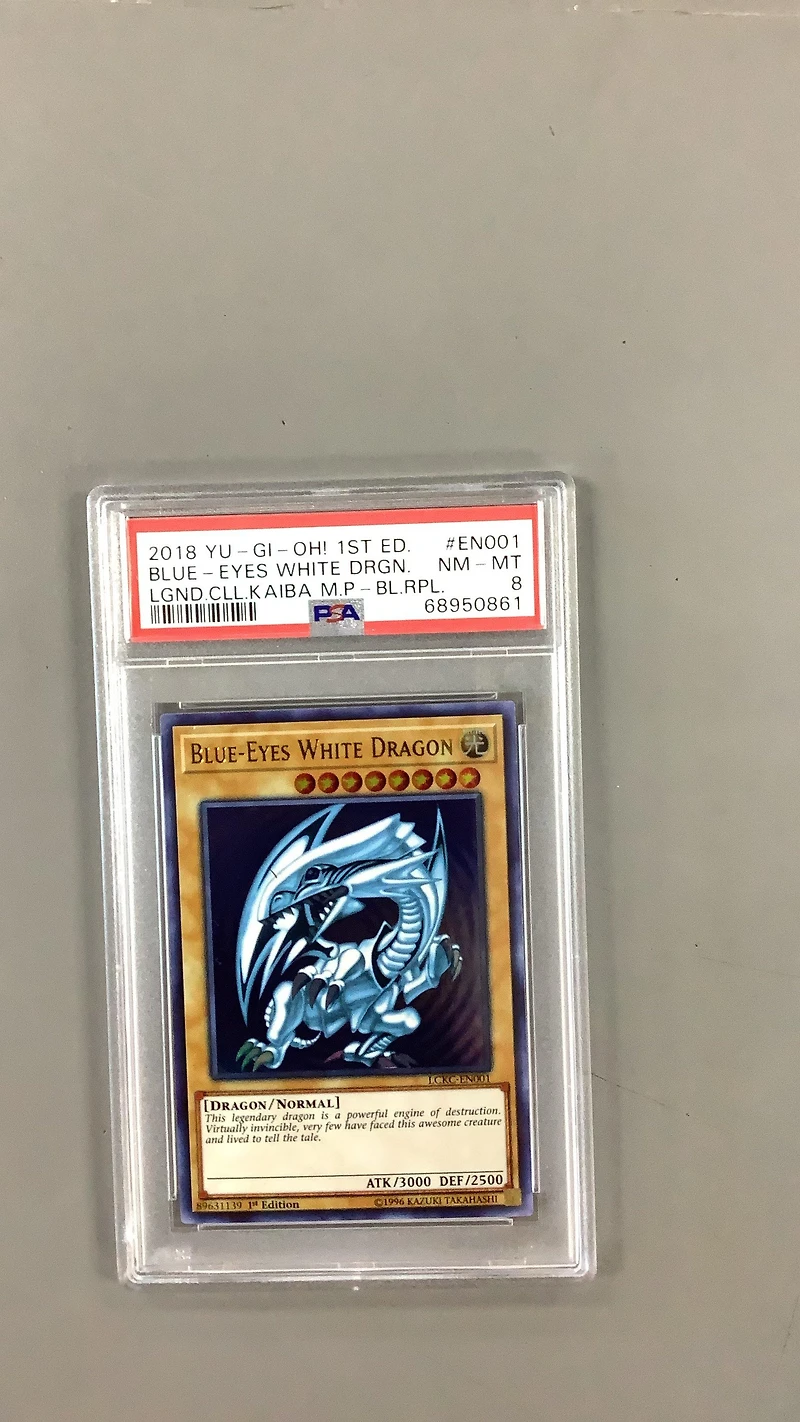 2018 YU-GI-OH! 1ST ED. #EN001
BLUE-EYES WHITE DRGN. NM-MT
LGND.CLL.KAIBA M.P-BL.RPL. 8
PSA 68950861
BLUE-EYES WHITE DRAGON 光
LCKC-EN001
[DRAGON/NORMAL]
This legendary dragon is a powerful engine of destruction.
Virtually invincible, very few have faced this awesome creature
and lived to tell the tale.
ATK/3000 DEF/2500
89631139 1st Edition ©1996 KAZUKI TAKAHASHI